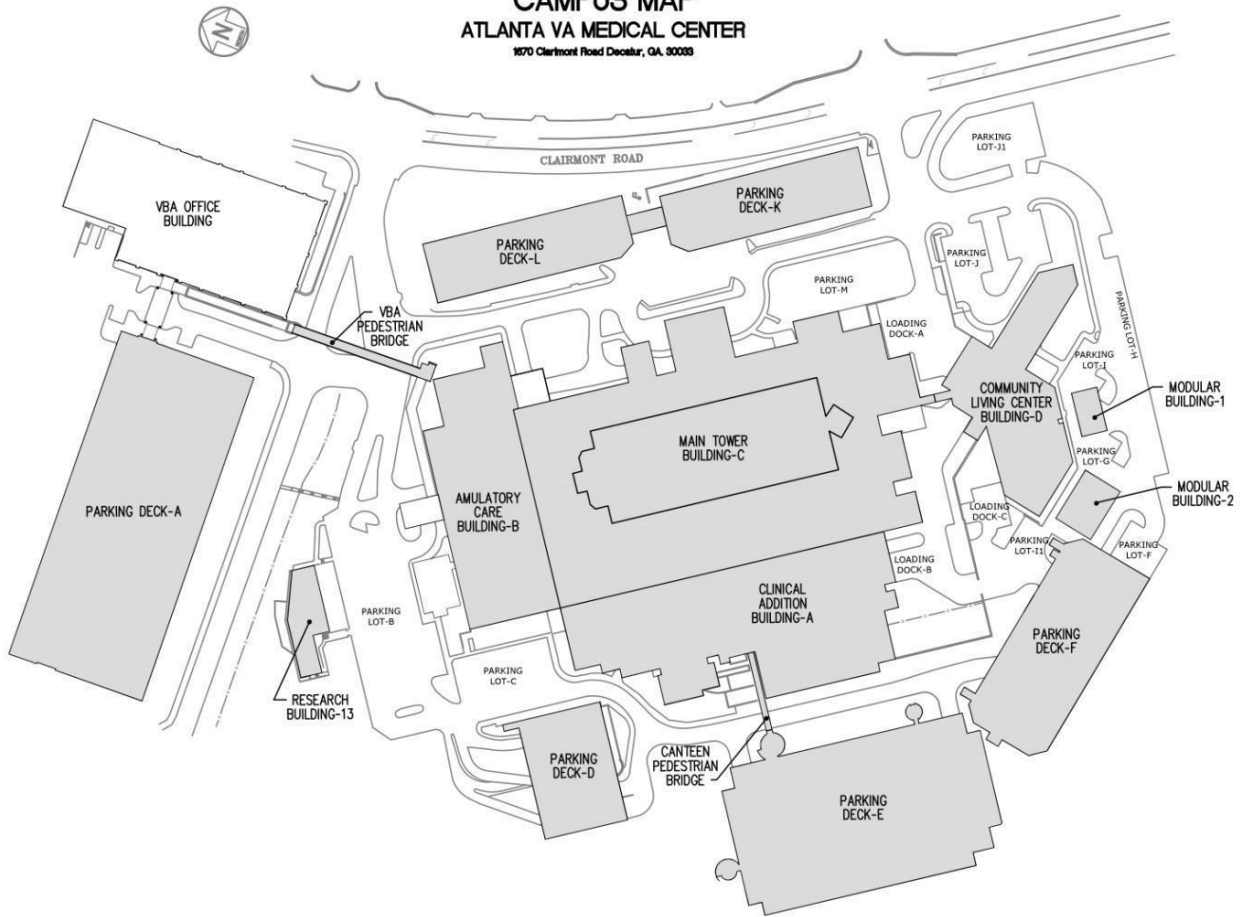 CAMPUS MAP
ATLANTA VA MEDICAL CENTER
1670 Clairmont Road Decatur, GA. 30033
N
CLAIRMONT ROAD
PARKING
LOT-J1
VBA OFFICE
BUILDING
PARKING
DECK-K
PARKING
DECK-L
PARKING
LOT-J
PARKING
LOT-M
PARKING LOT-H
VBA
PEDESTRIAN
BRIDGE
LOADING
DOCK-A
PARKING
LOT-I
COMMUNITY
LIVING CENTER
BUILDING-D
MODULAR
BUILDING-1
MAIN TOWER
BUILDING-C
PARKING
LOT-G
MODULAR
BUILDING-2
PARKING DECK-A
AMULATORY
CARE
BUILDING-B
LOADING
DOCK-C
PARKING
LOT-I1
PARKING
LOT-F
LOADING
DOCK-B
CLINICAL
ADDITION
BUILDING-A
PARKING
LOT-B
PARKING
DECK-F
PARKING
LOT-C
RESEARCH
BUILDING-13
PARKING
DECK-D
CANTEEN
PEDESTRIAN
BRIDGE
PARKING
DECK-E